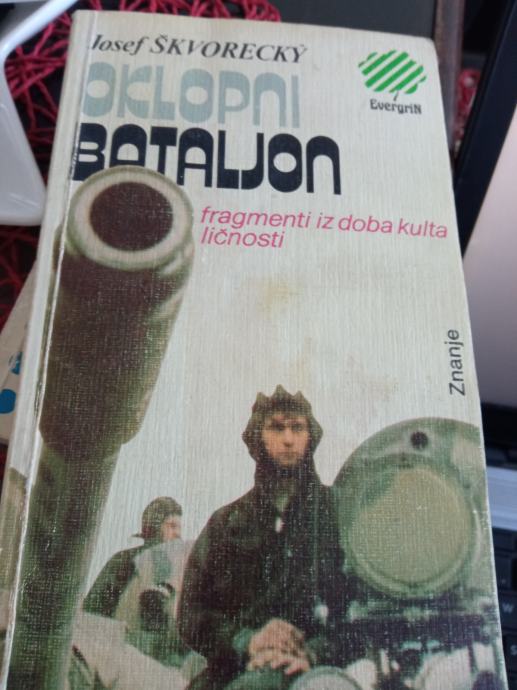 Josef ŠKVORECKÝ
OKLOPNI
BATALJON
EvergriN
fragmenti iz doba kulta
ličnosti
Znanje